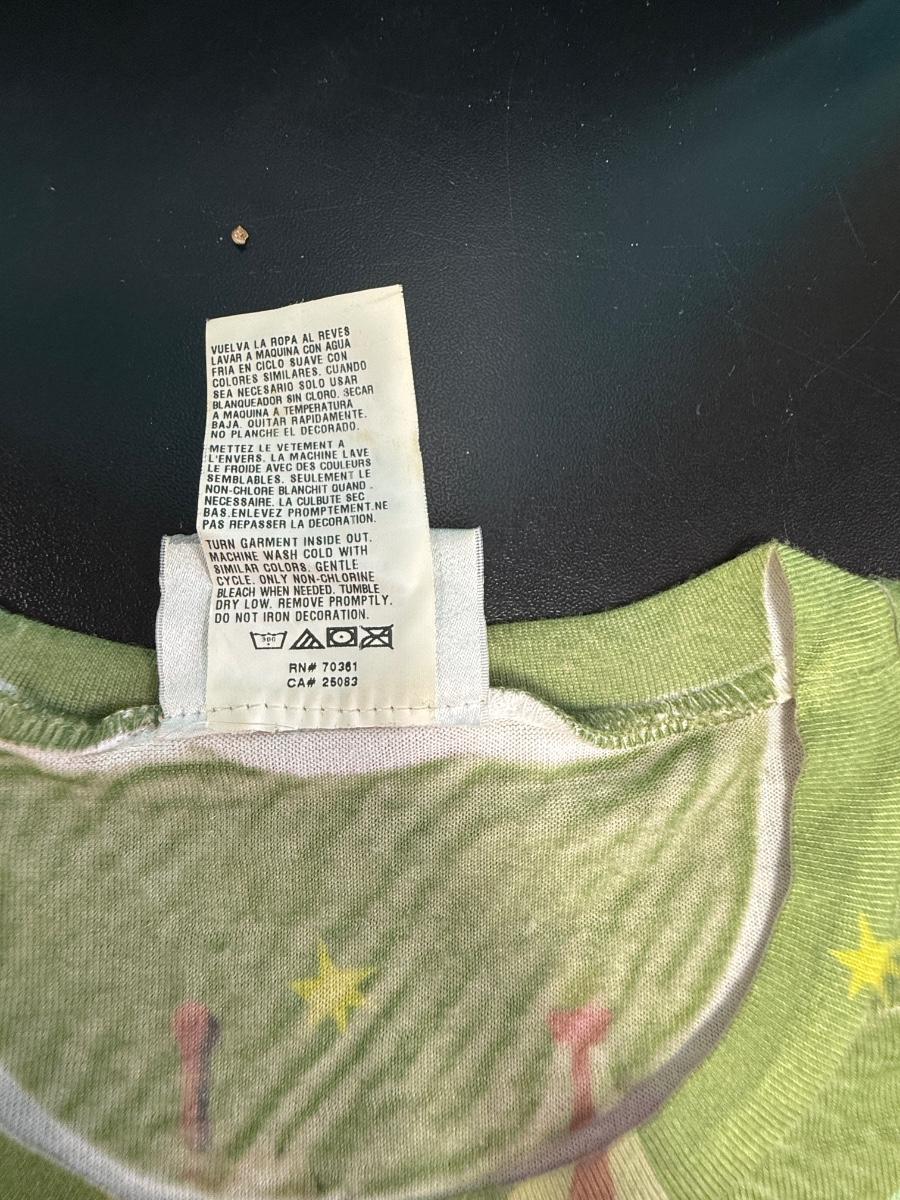 VUELVA LA ROPA AL REVES
LAVAR A MAQUINA CON AGUA
FRIA EN CICLO SUAVE CON
COLORES SIMILARES. CUANDO
SEA NECESARIO SOLO USAR
BLANQUEADOR SIN CLORO. SECAR
A MAQUINA A TEMPERATURA
BAJA. QUITAR RAPIDAMENTE.
NO PLANCHE EL DECORADO.
METTEZ LE VETEMENT A
L'ENVERS. LA MACHINE LAVE
LE FROIDE AVEC DES COULEURS
SEMBLABLES. SEULEMENT LE
NON-CHLORE BLANCHIT QUAND
NECESSAIRE. LA CULBUTE SEC
BAS.ENLEVEZ PROMPTEMENT.NE
PAS REPASSER LA DECORATION.
TURN GARMENT INSIDE OUT.
MACHINE WASH COLD WITH
SIMILAR COLORS. GENTLE
CYCLE. ONLY NON-CHLORINE
BLEACH WHEN NEEDED. TUMBLE
DRY LOW. REMOVE PROMPTLY.
DO NOT IRON DECORATION.
RN# 70361
CA# 25083